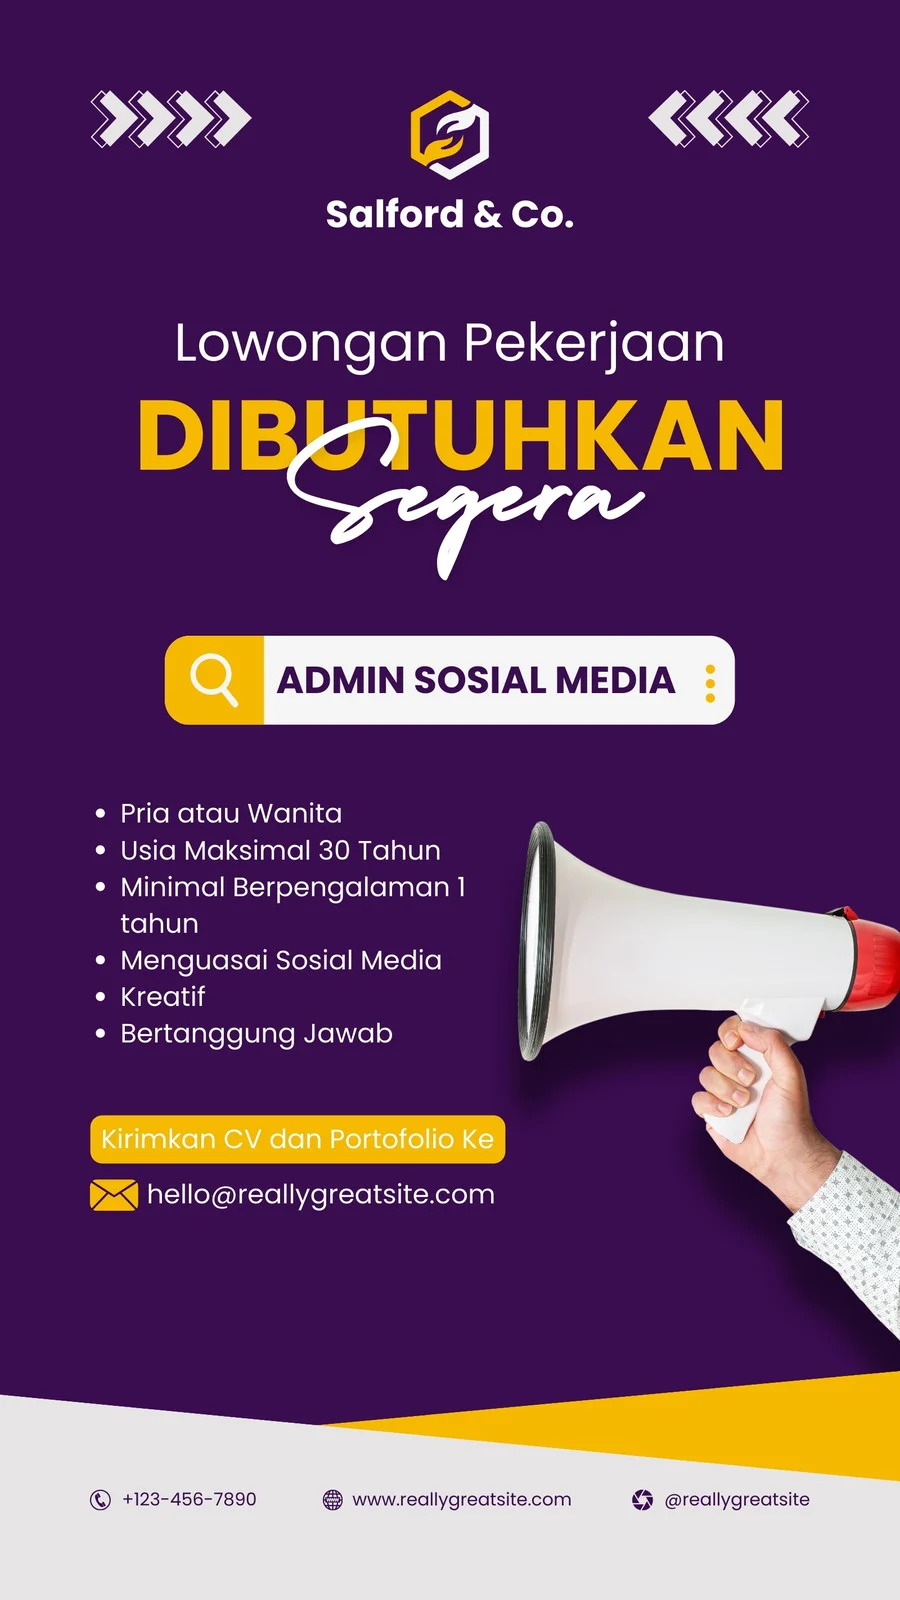 Salford & Co.
Lowongan Pekerjaan
DIBUTUHKAN
Segera
ADMIN SOSIAL MEDIA
• Pria atau Wanita
• Usia Maksimal 30 Tahun
• Minimal Berpengalaman 1
tahun
• Menguasai Sosial Media
• Kreatif
• Bertanggung Jawab
Kirimkan CV dan Portofolio Ke
hello@reallygreatsite.com
+123-456-7890
www.reallygreatsite.com
@reallygreatsite